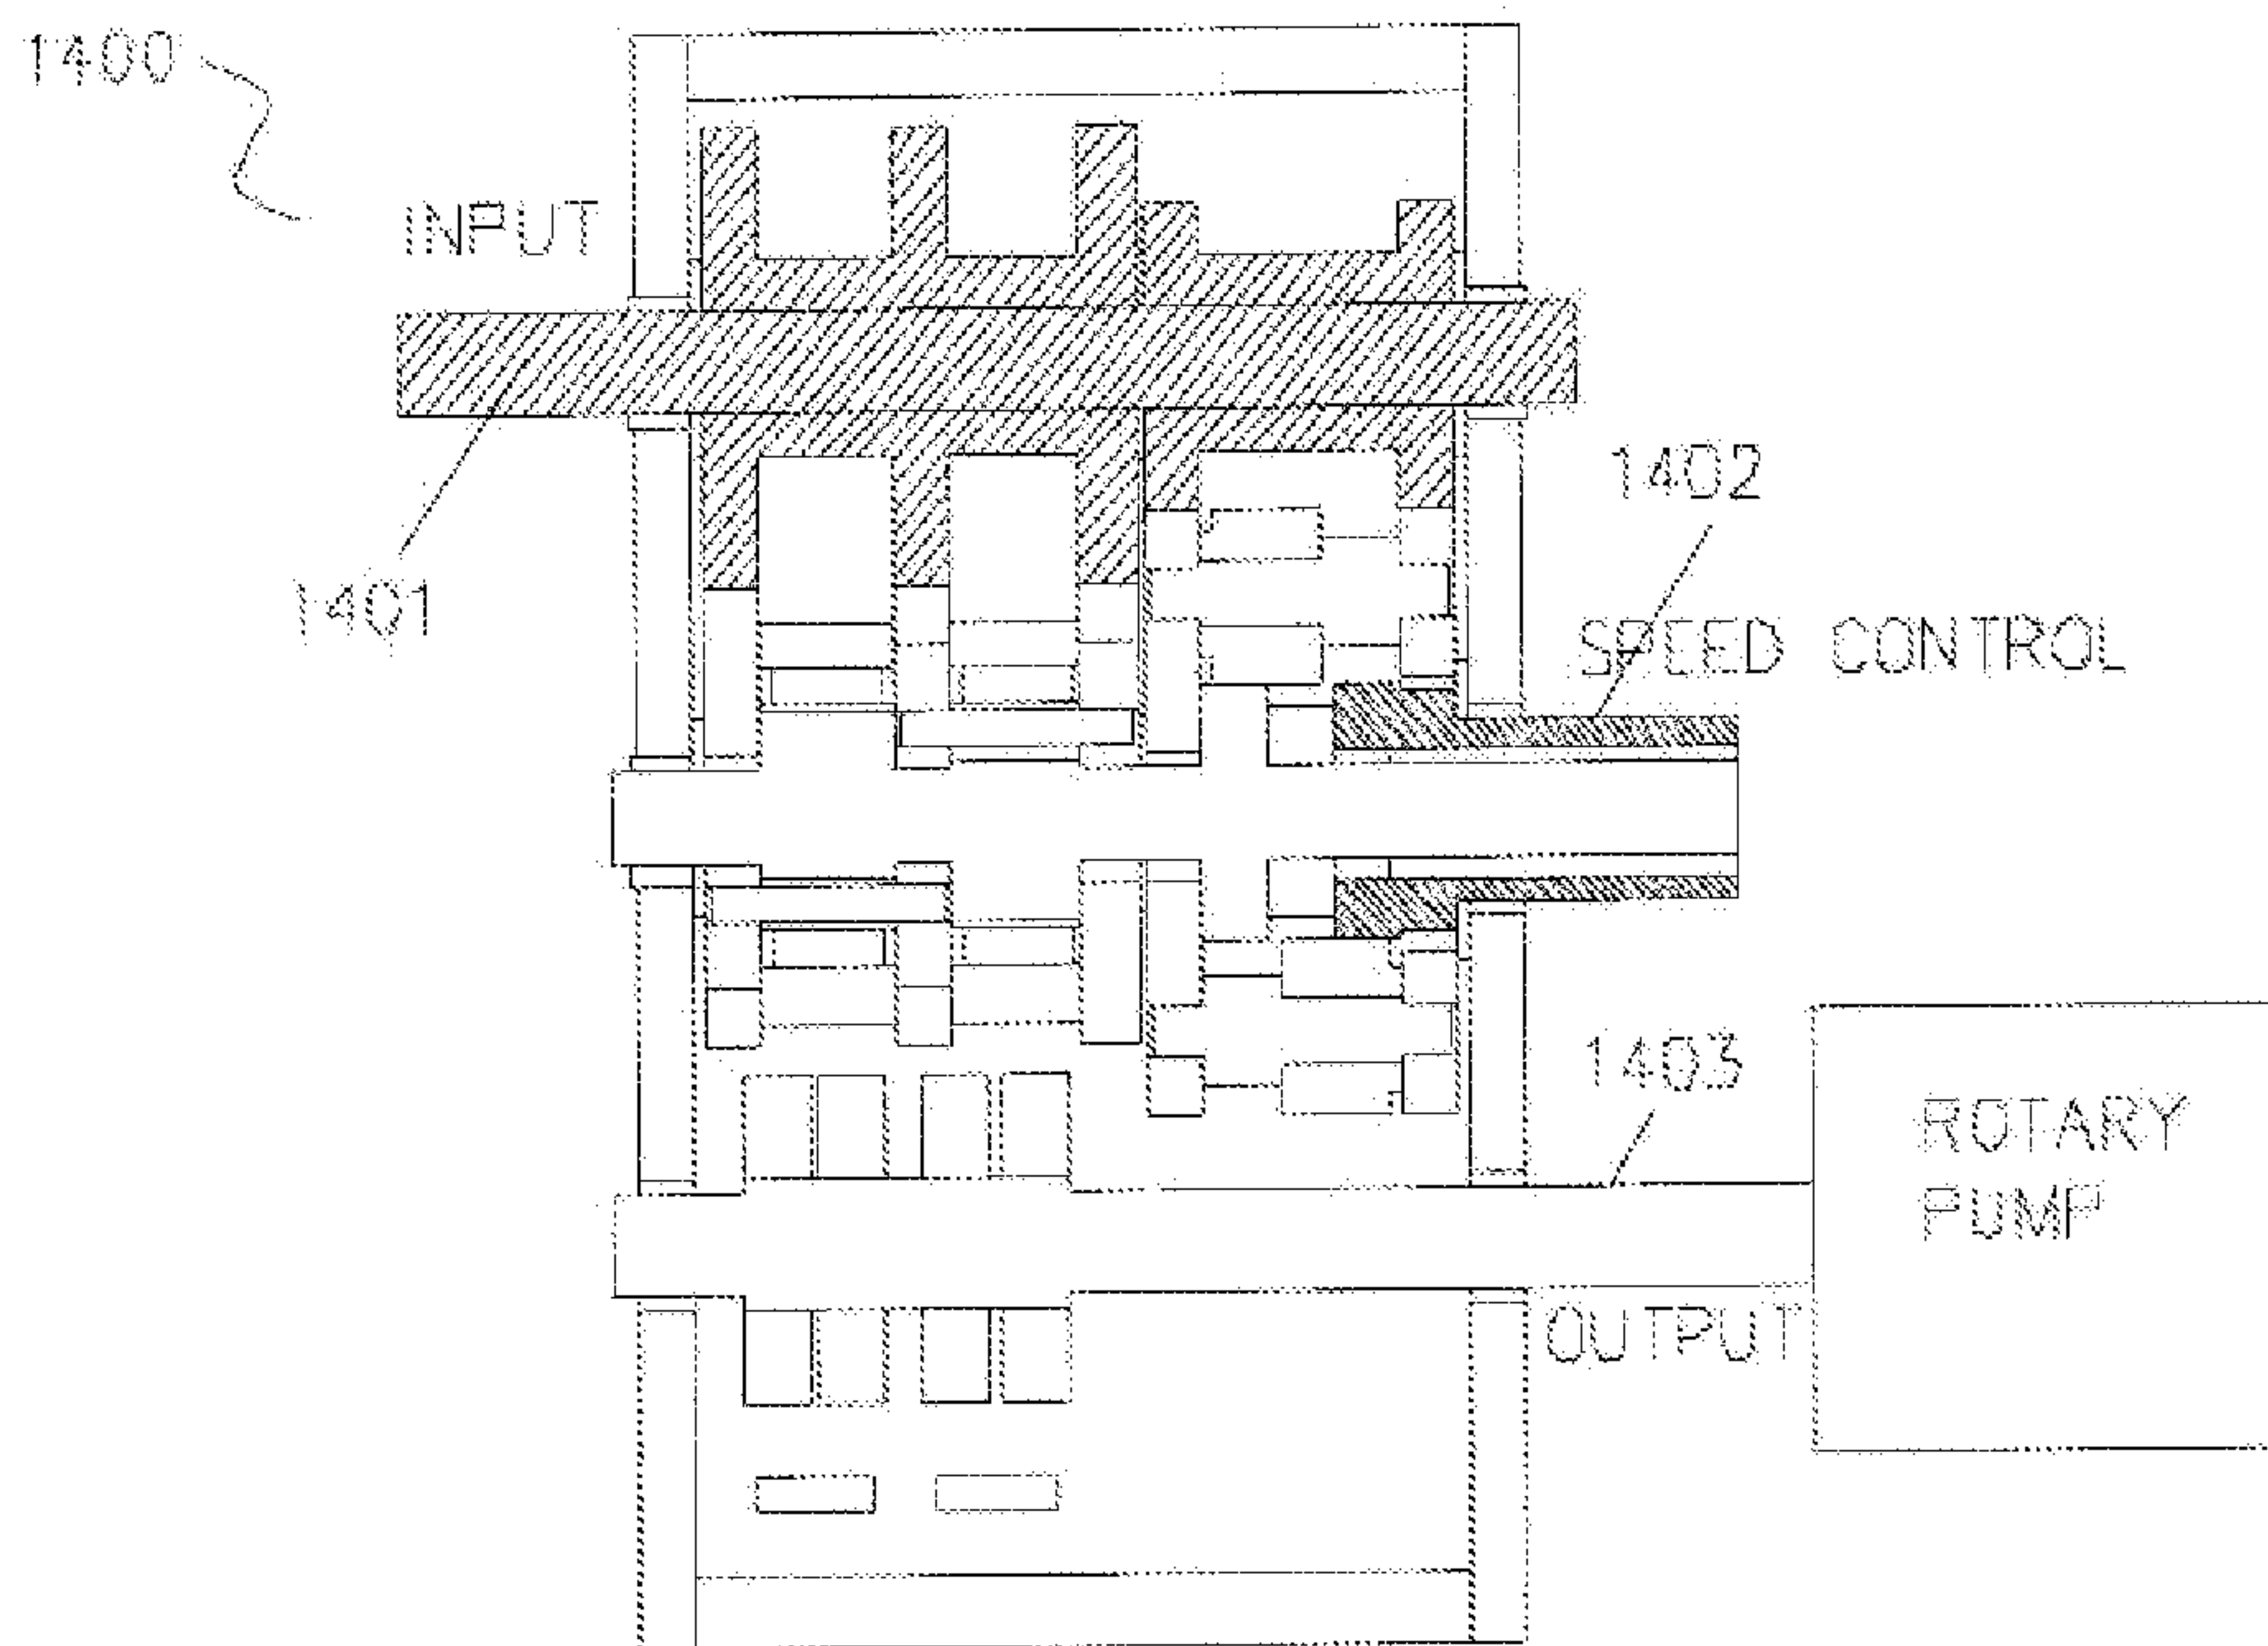 1400
INPUT
1402
1401
SPEED CONTROL
1403
ROTARY
PUMP
OUTPUT